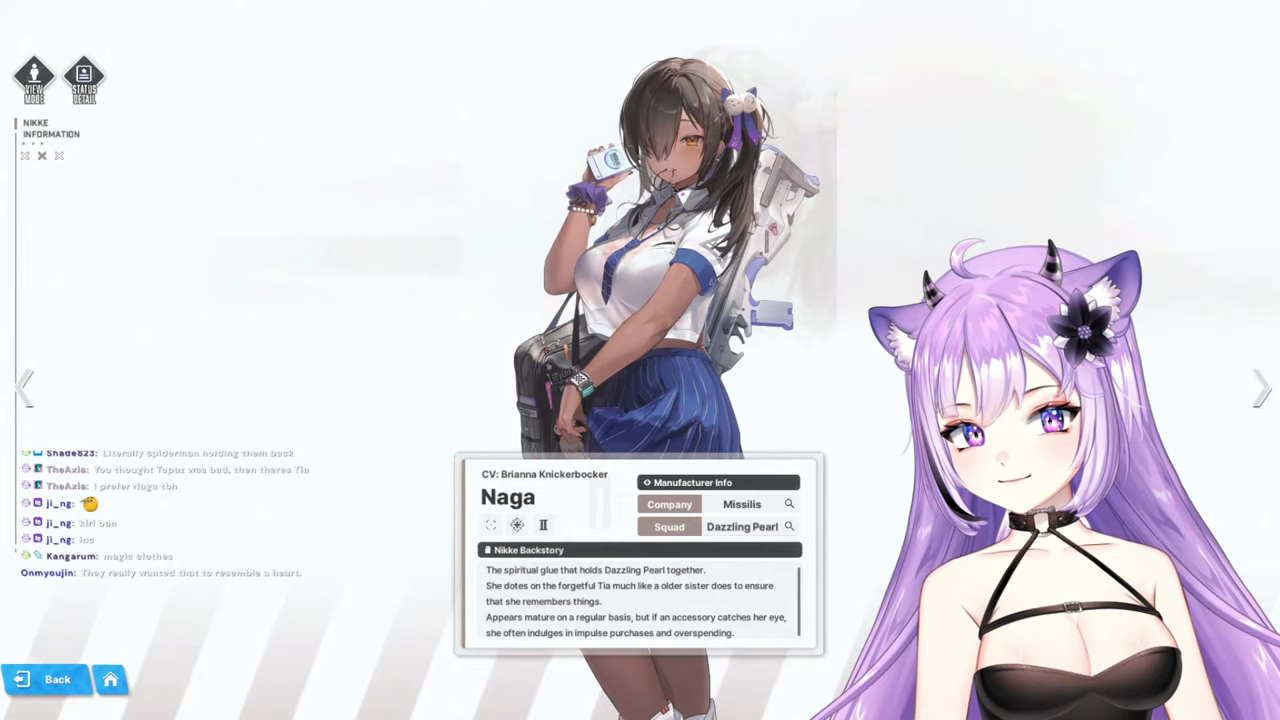 VIEW
MODE
STATUS
DETAIL
NIKKE
INFORMATION
Shade823: Literally spiderman holding them back
TheAxia: You thought Topaz was bad, then theres Tia
TheAxia: I prefer Naga tbh
ji_ng:
ji_ng: kiri ban
ji_ng: inc
Kangarum: magic clothes
Onmyoujin: They really wanted that to resemble a heart.
CV: Brianna Knickerbocker
Naga
II
Manufacturer Info
Company Missilis
Squad Dazzling Pearl
Nikke Backstory
The spiritual glue that holds Dazzling Pearl together.
She dotes on the forgetful Tia much like a older sister does to ensure
that she remembers things.
Appears mature on a regular basis, but if an accessory catches her eye,
she often indulges in impulse purchases and overspending.
Back